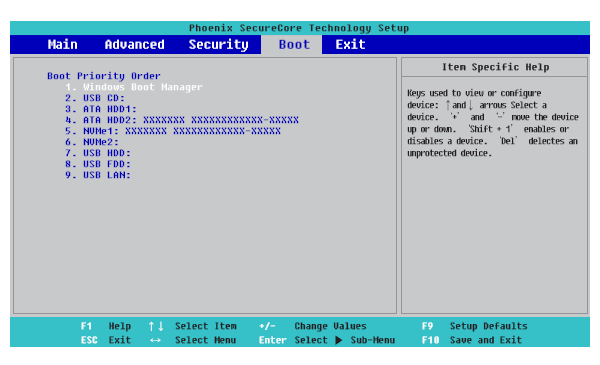 Phoenix SecureCore Technology Setup
Main Advanced Security Boot Exit
Boot Priority Order
1. Windows Boot Manager
2. USB CD:
3. ATA HDD1:
4. ATA HDD2: XXXXXXX XXXXXXXXXXXX-XXXXX
5. NVMe1: XXXXXXX XXXXXXXXXXXX-XXXXX
6. NVMe2:
7. USB HDD:
8. USB FDD:
9. USB LAN:
Item Specific Help
Keys used to view or configure
device: ↑ and ↓ arrows Select a
device. '+' and '-' move the device
up or down. 'Shift + 1' enables or
disables a device. 'Del' delectes an
unprotected device.
F1 Help ↑↓ Select Item +/- Change Values F9 Setup Defaults
ESC Exit ↔ Select Menu Enter Select ▶ Sub-Menu F10 Save and Exit